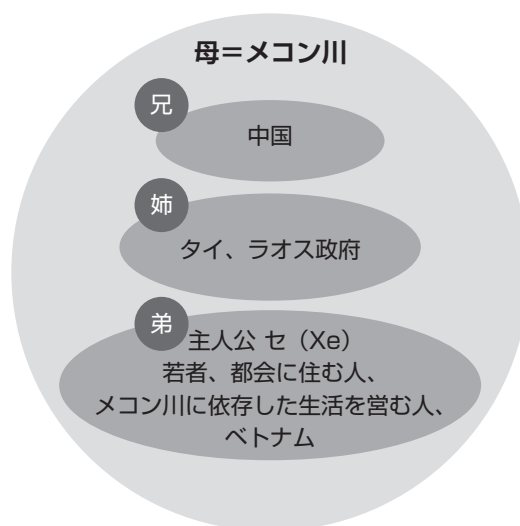 母＝メコン川
兄
中国
姉
タイ、ラオス政府
弟
主人公 セ（Xe）
若者、都会に住む人、
メコン川に依存した生活を営む人、
ベトナム